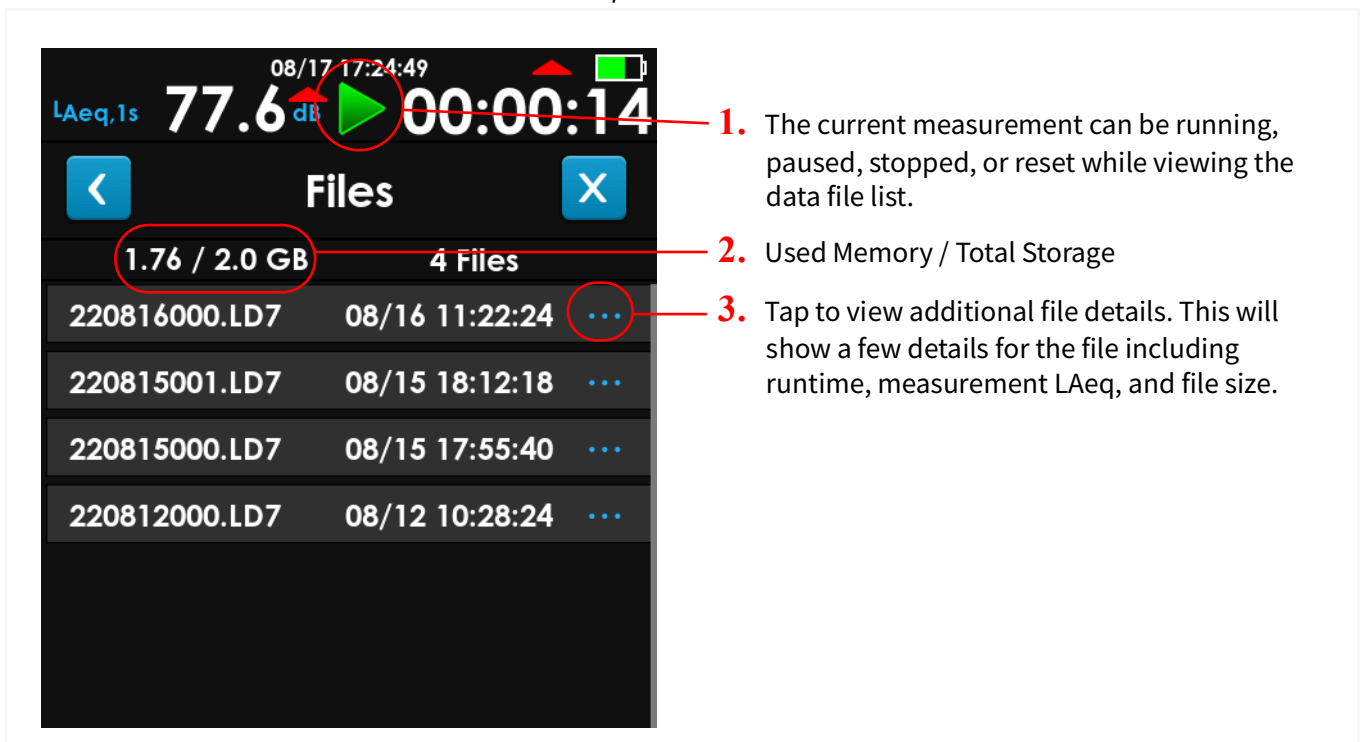 08/17 17:24:49
LAeq,1s 77.6 dB 00:00:14
Files
X
1.76 / 2.0 GB 4 Files
220816000.LD7 08/16 11:22:24 ...
220815001.LD7 08/15 18:12:18 ...
220815000.LD7 08/15 17:55:40 ...
220812000.LD7 08/12 10:28:24 ...
1. The current measurement can be running,
paused, stopped, or reset while viewing the
data file list.
2. Used Memory / Total Storage
3. Tap to view additional file details. This will
show a few details for the file including
runtime, measurement LAeq, and file size.